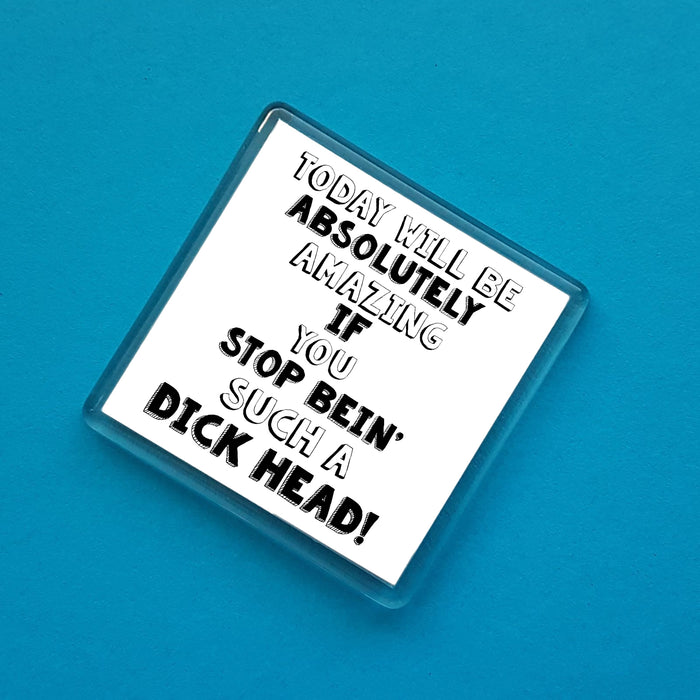 TODAY WILL BE
ABSOLUTELY
AMAZING
IF
YOU
STOP BEIN'
SUCH A
DICK HEAD!